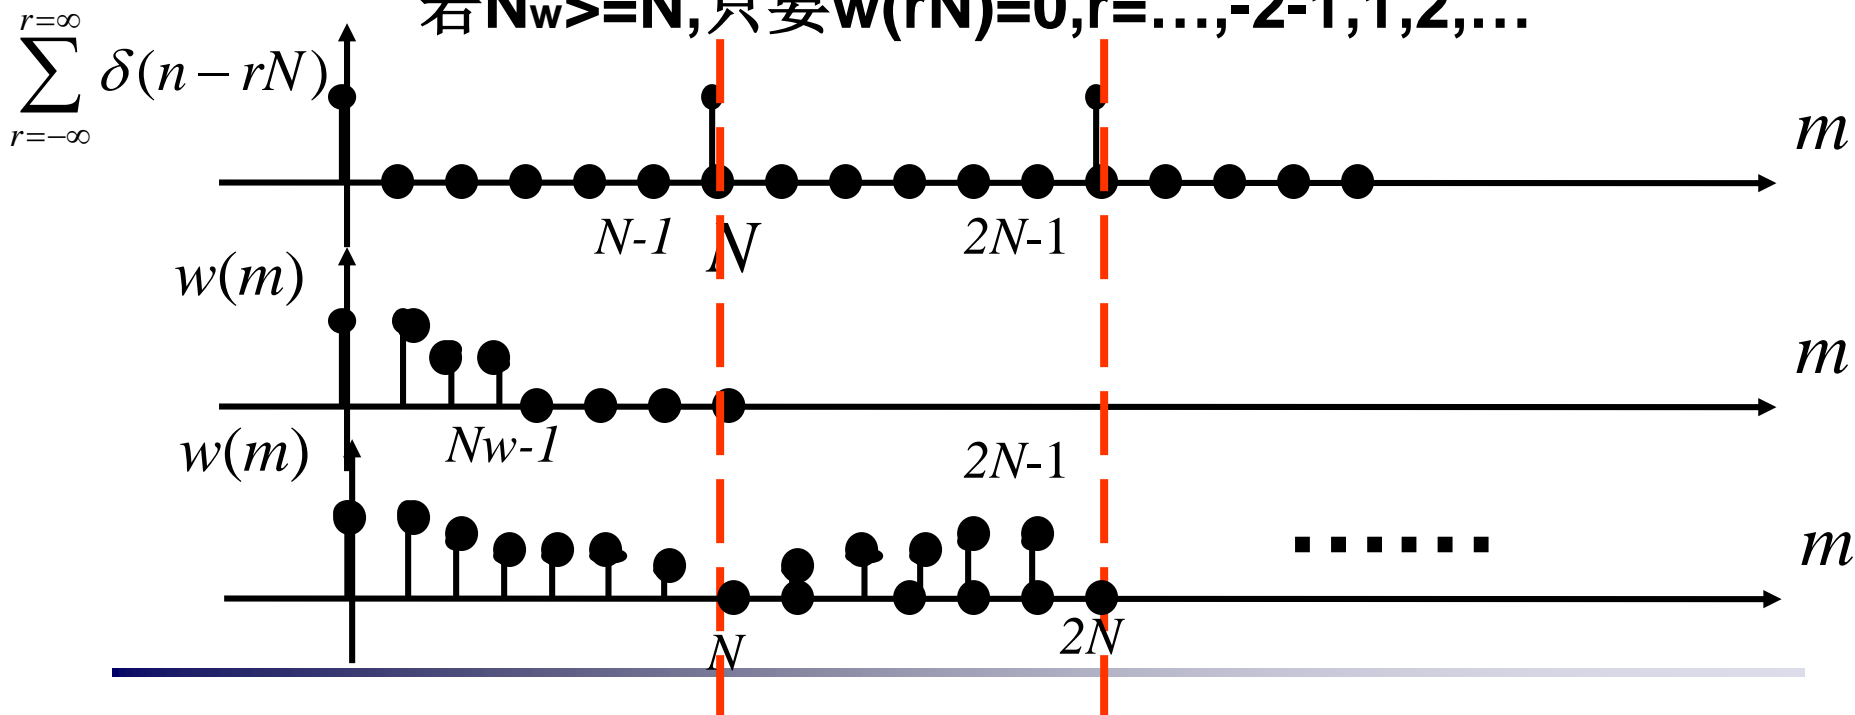 若Nw>=N,只要w(rN)=0,r=…,-2-1,1,2,…
r=∞
∑ δ(n − rN)
r=−∞
m
N-1
N
2N-1
w(m)
m
Nw-1
2N-1
w(m)
m
N
2N